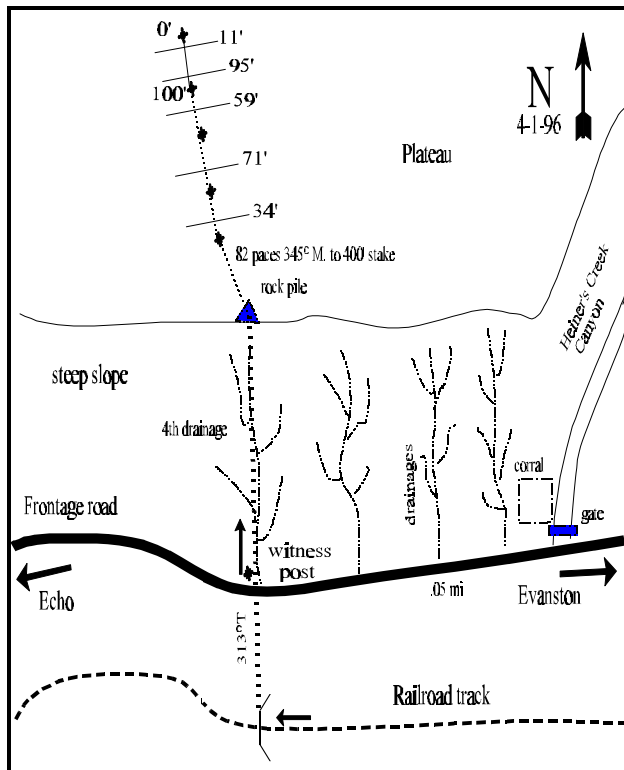 0'
11'
95'
100'
59'
71'
34'
N
4-1-96
Plateau
82 paces 345° M. to 400' stake
rock pile
Heiner's Creek
Canyon
steep slope
4th drainage
drainages
corral
gate
Frontage road
witness
post
Echo
.05 mi
Evanston
313°T
Railroad track